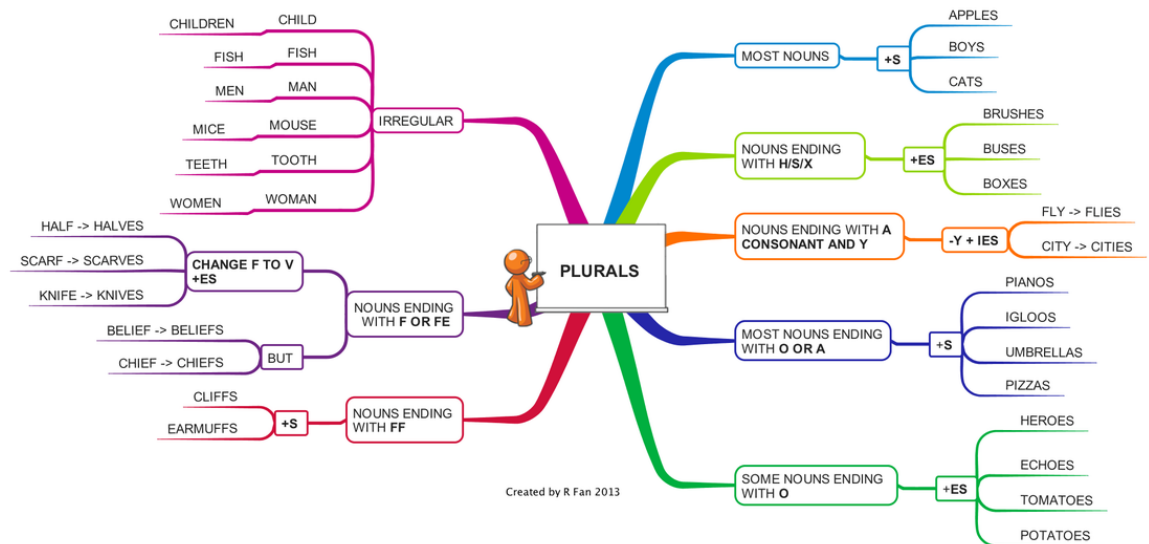 PLURALS
IRREGULAR
CHILD
CHILDREN
FISH
FISH
MAN
MEN
MOUSE
MICE
TOOTH
TEETH
WOMAN
WOMEN
NOUNS ENDING
WITH F OR FE
CHANGE F TO V
+ES
HALF -> HALVES
SCARF -> SCARVES
KNIFE -> KNIVES
BUT
BELIEF -> BELIEFS
CHIEF -> CHIEFS
NOUNS ENDING
WITH FF
+S
CLIFFS
EARMUFFS
MOST NOUNS
+S
APPLES
BOYS
CATS
NOUNS ENDING
WITH H/S/X
+ES
BRUSHES
BUSES
BOXES
NOUNS ENDING WITH A
CONSONANT AND Y
-Y + IES
FLY -> FLIES
CITY -> CITIES
MOST NOUNS ENDING
WITH O OR A
+S
PIANOS
IGLOOS
UMBRELLAS
PIZZAS
SOME NOUNS ENDING
WITH O
+ES
HEROES
ECHOES
TOMATOES
POTATOES
Created by R Fan 2013